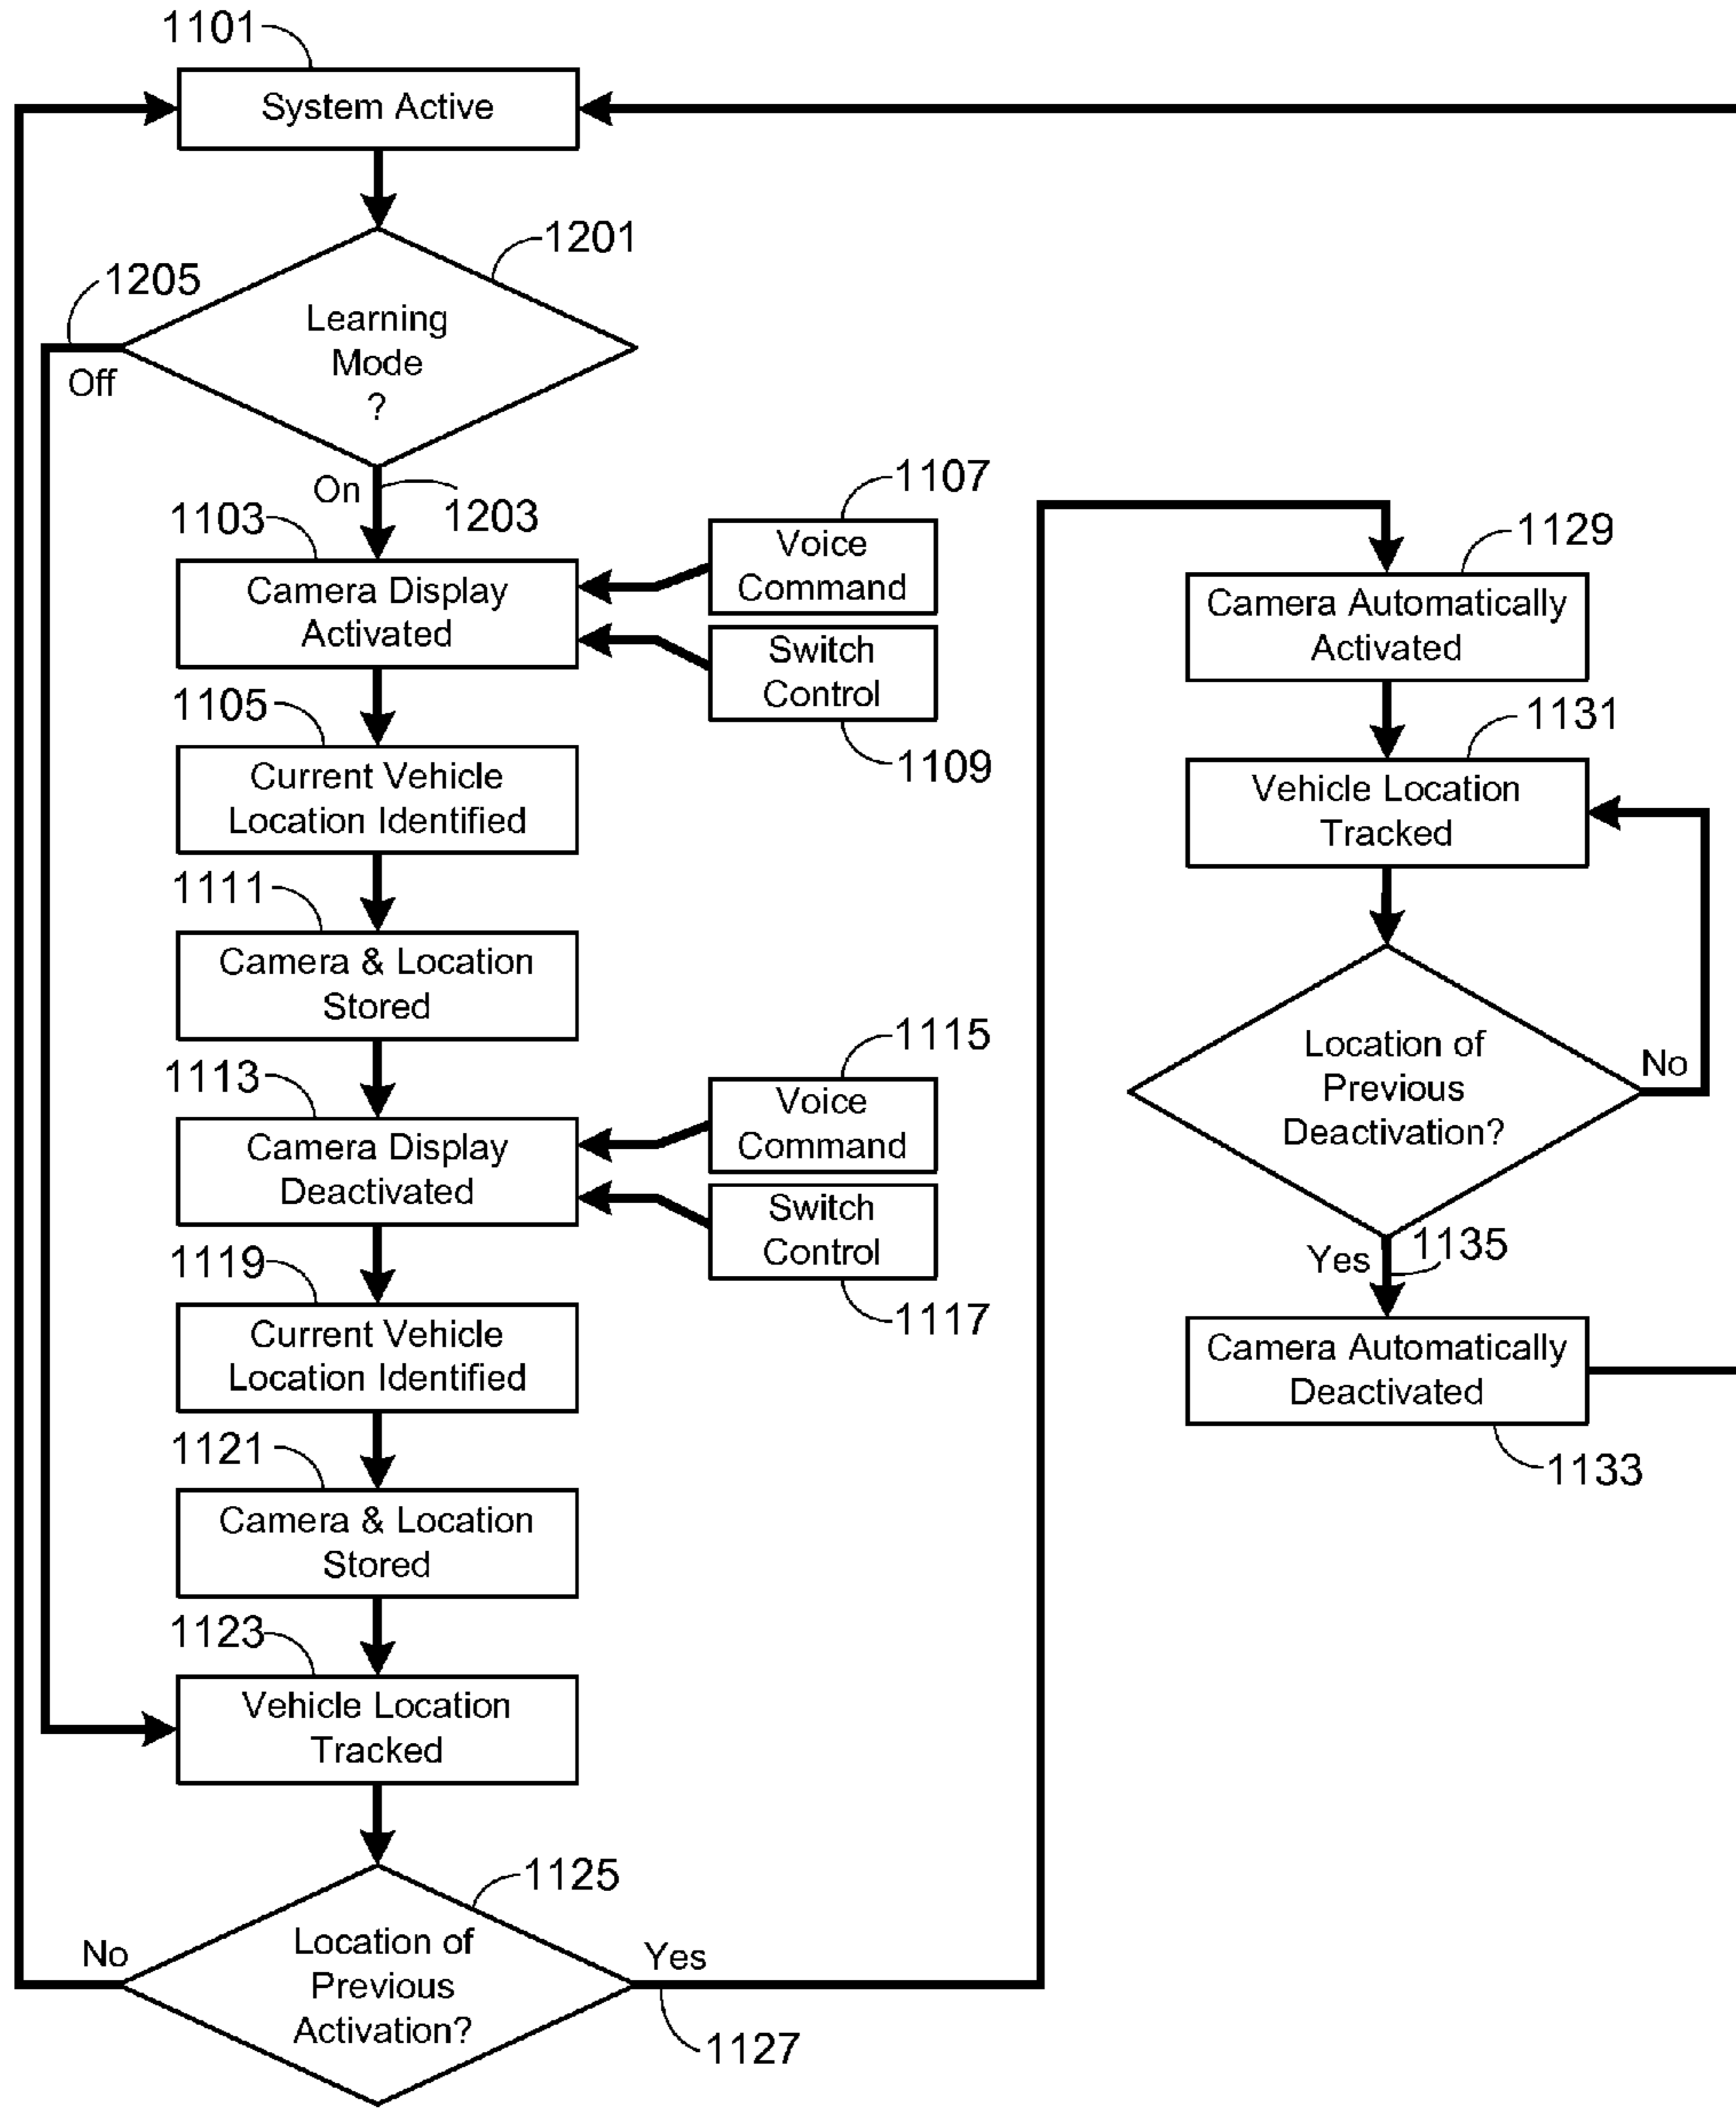 1101
System Active
1201
1205
Learning
Mode
?
Off
On
1203
1107
Voice
Command
1103
Camera Display
Activated
Switch
Control
1109
1105
Current Vehicle
Location Identified
1111
Camera & Location
Stored
1115
Voice
Command
1113
Camera Display
Deactivated
Switch
Control
1117
1119
Current Vehicle
Location Identified
1121
Camera & Location
Stored
1123
Vehicle Location
Tracked
1125
Location of
Previous
Activation?
No
Yes
1127
1129
Camera Automatically
Activated
1131
Vehicle Location
Tracked
Location of
Previous
Deactivation?
No
Yes
1135
Camera Automatically
Deactivated
1133